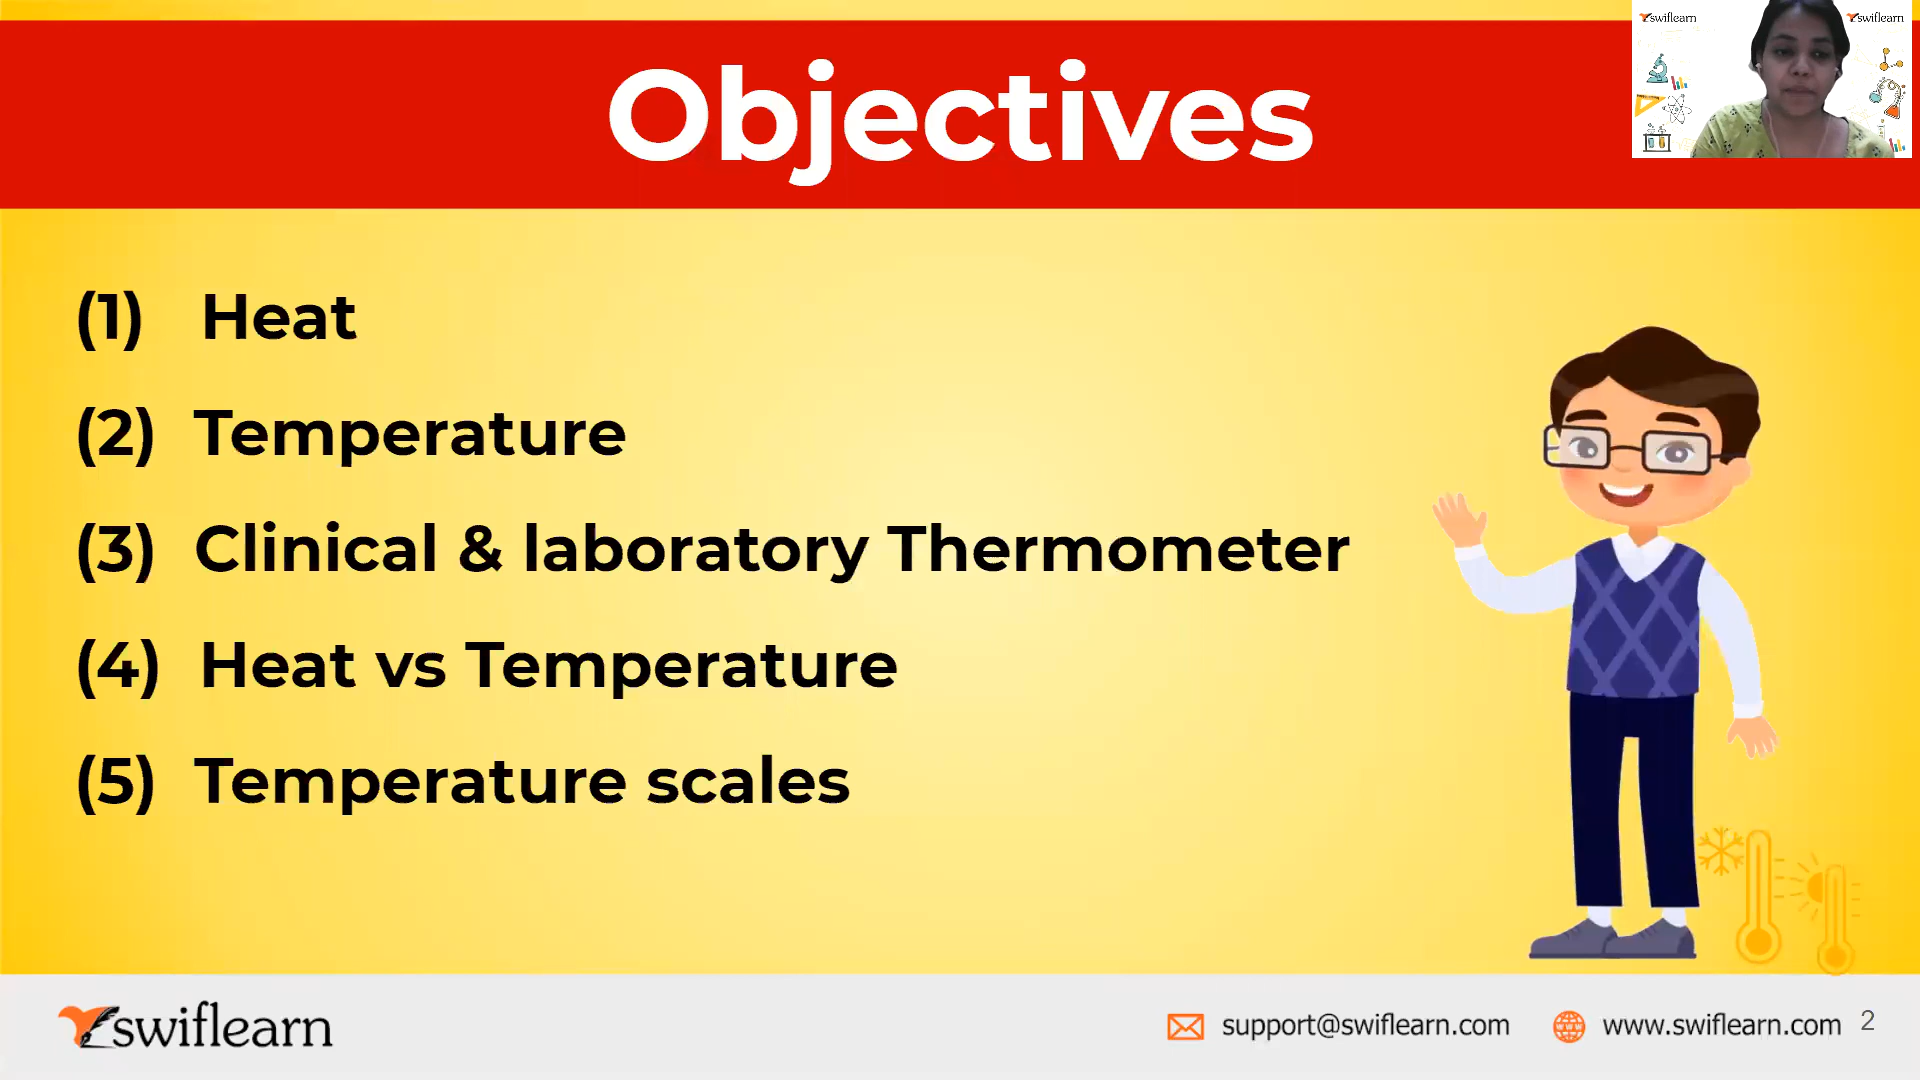 swiflearn
swiflearn
Objectives
(1) Heat
(2) Temperature
(3) Clinical & laboratory Thermometer
(4) Heat vs Temperature
(5) Temperature scales
swiflearn
support@swiflearn.com
WWW
www.swiflearn.com
2